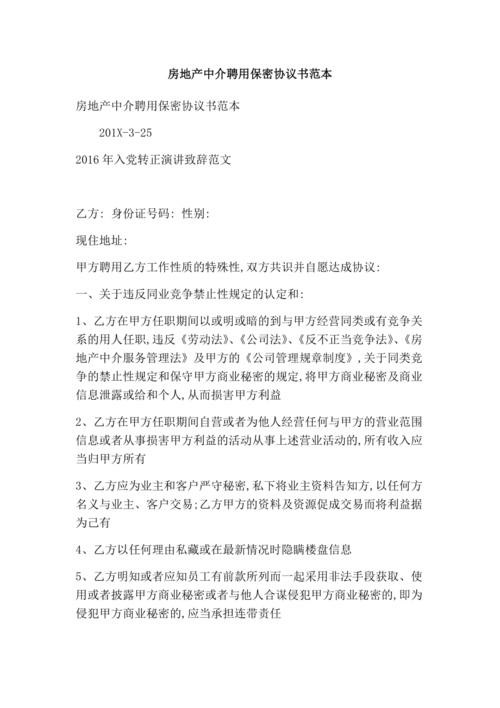 房地产中介聘用保密协议书范本
房地产中介聘用保密协议书范本
201X-3-25
2016 年入党转正演讲致辞范文
乙方: 身份证号码: 性别:
现住地址:
甲方聘用乙方工作性质的特殊性,双方共识并自愿达成协议:
一、关于违反同业竞争禁止性规定的认定和:
1、乙方在甲方任职期间以或明或暗的到与甲方经营同类或有竞争关
系的用人任职,违反《劳动法》、《公司法》、《反不正当竞争法》、《房
地产中介服务管理法》及甲方的《公司管理规章制度》,关于同类竞
争的禁止性规定和保守甲方商业秘密的规定,将甲方商业秘密及商业
信息泄露或给和个人,从而损害甲方利益
2、乙方在甲方任职期间自营或者为他人经营任何与甲方的营业范围
信息或者从事损害甲方利益的活动从事上述营业活动的,所有收入应
当归甲方所有
3、乙方应为业主和客户严守秘密,私下将业主资料告知方,以任何方
名义与业主、客户交易;乙方甲方的资料及资源促成交易而将利益据
为己有
4、乙方以任何理由私藏或在最新情况时隐瞒楼盘信息
5、乙方明知或者应知员工有前款所列而一起采用非法手段获取、使
用或者披露甲方商业秘密或者与他人合谋侵犯甲方商业秘密的,即为
侵犯甲方商业秘密的,应当承担连带责任